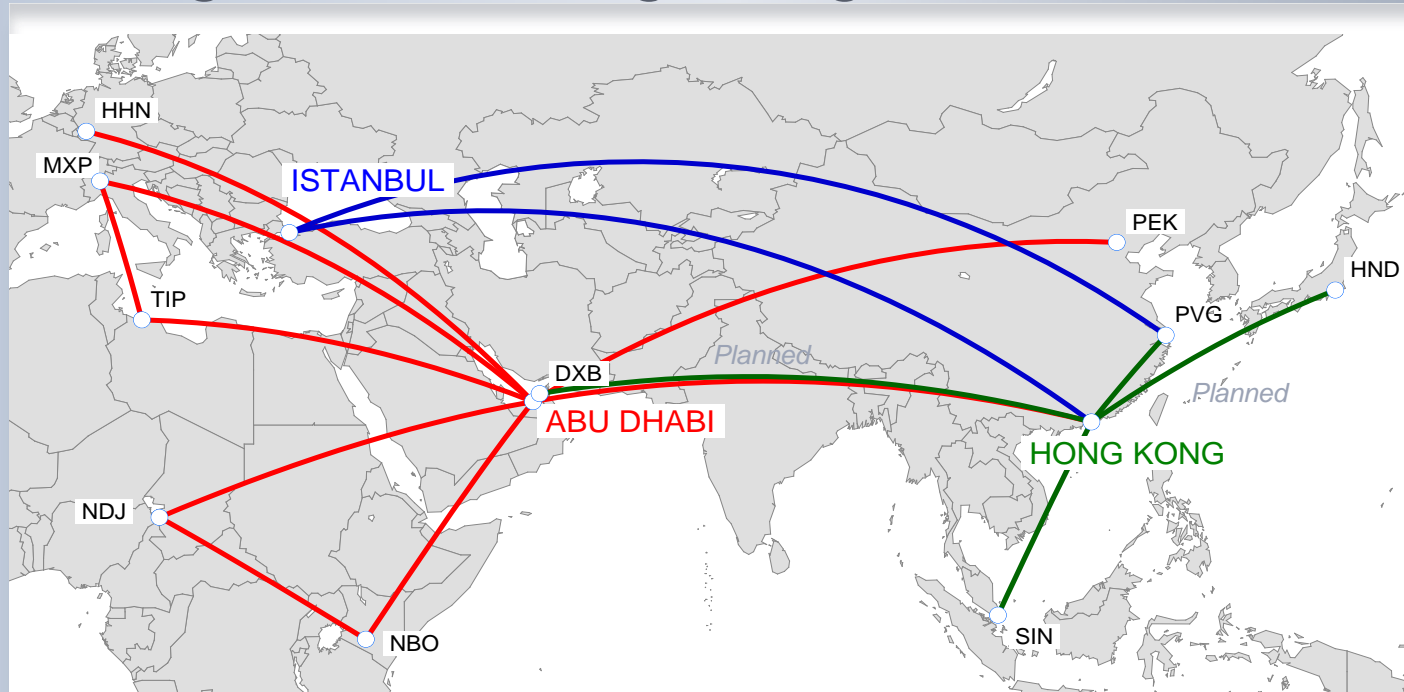 HHN
MXP
ISTANBUL
PEK
HND
TIP
PVG
Planned
DXB
Planned
ABU DHABI
HONG KONG
NDJ
NBO
SIN